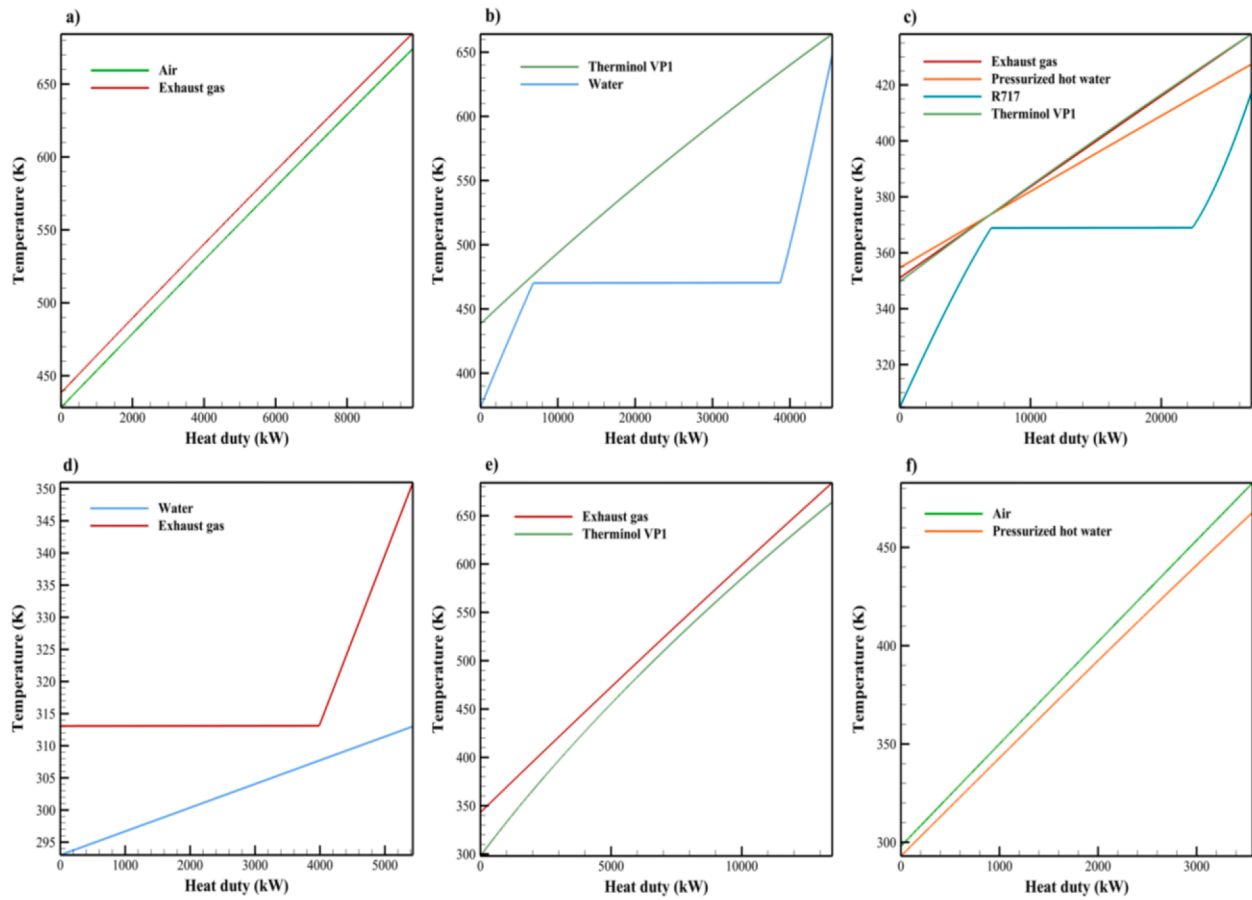 a)
Air
Exhaust gas
650
600
550
500
450
0 2000 4000 6000 8000
Heat duty (kW)
Temperature (K)
b)
Therminol VP1
Water
650
600
550
500
450
400
0 10000 20000 30000 40000
Heat duty (kW)
Temperature (K)
c)
Exhaust gas
Pressurized hot water
R717
Therminol VP1
420
400
380
360
340
320
0 10000 20000
Heat duty (kW)
Temperature (K)
d)
Water
Exhaust gas
350
345
340
335
330
325
320
315
310
305
300
295
0 1000 2000 3000 4000 5000
Heat duty (kW)
Temperature (K)
e)
Exhaust gas
Therminol VP1
650
600
550
500
450
400
350
300
0 5000 10000
Heat duty (kW)
Temperature (K)
f)
Air
Pressurized hot water
450
400
350
300
0 1000 2000 3000
Heat duty (kW)
Temperature (K)